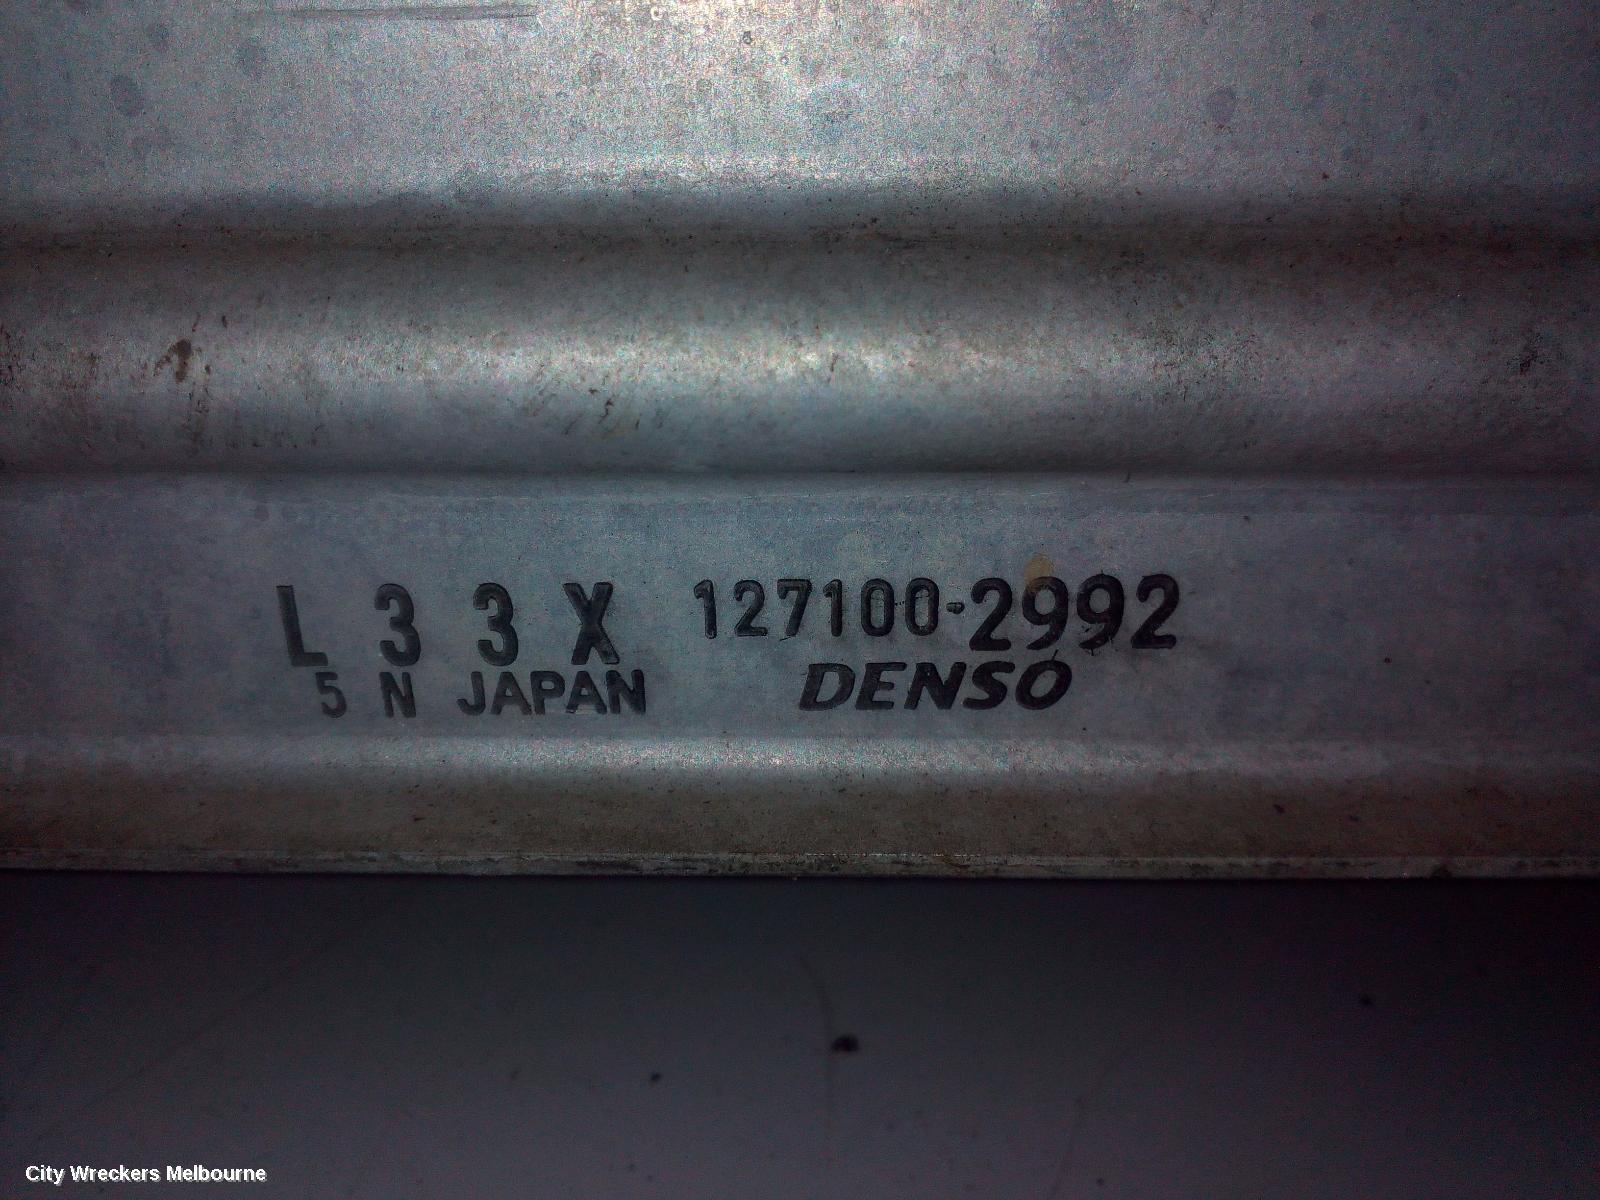 L 3 3 X 127100-2992
5 N JAPAN DENSO
City Wreckers Melbourne